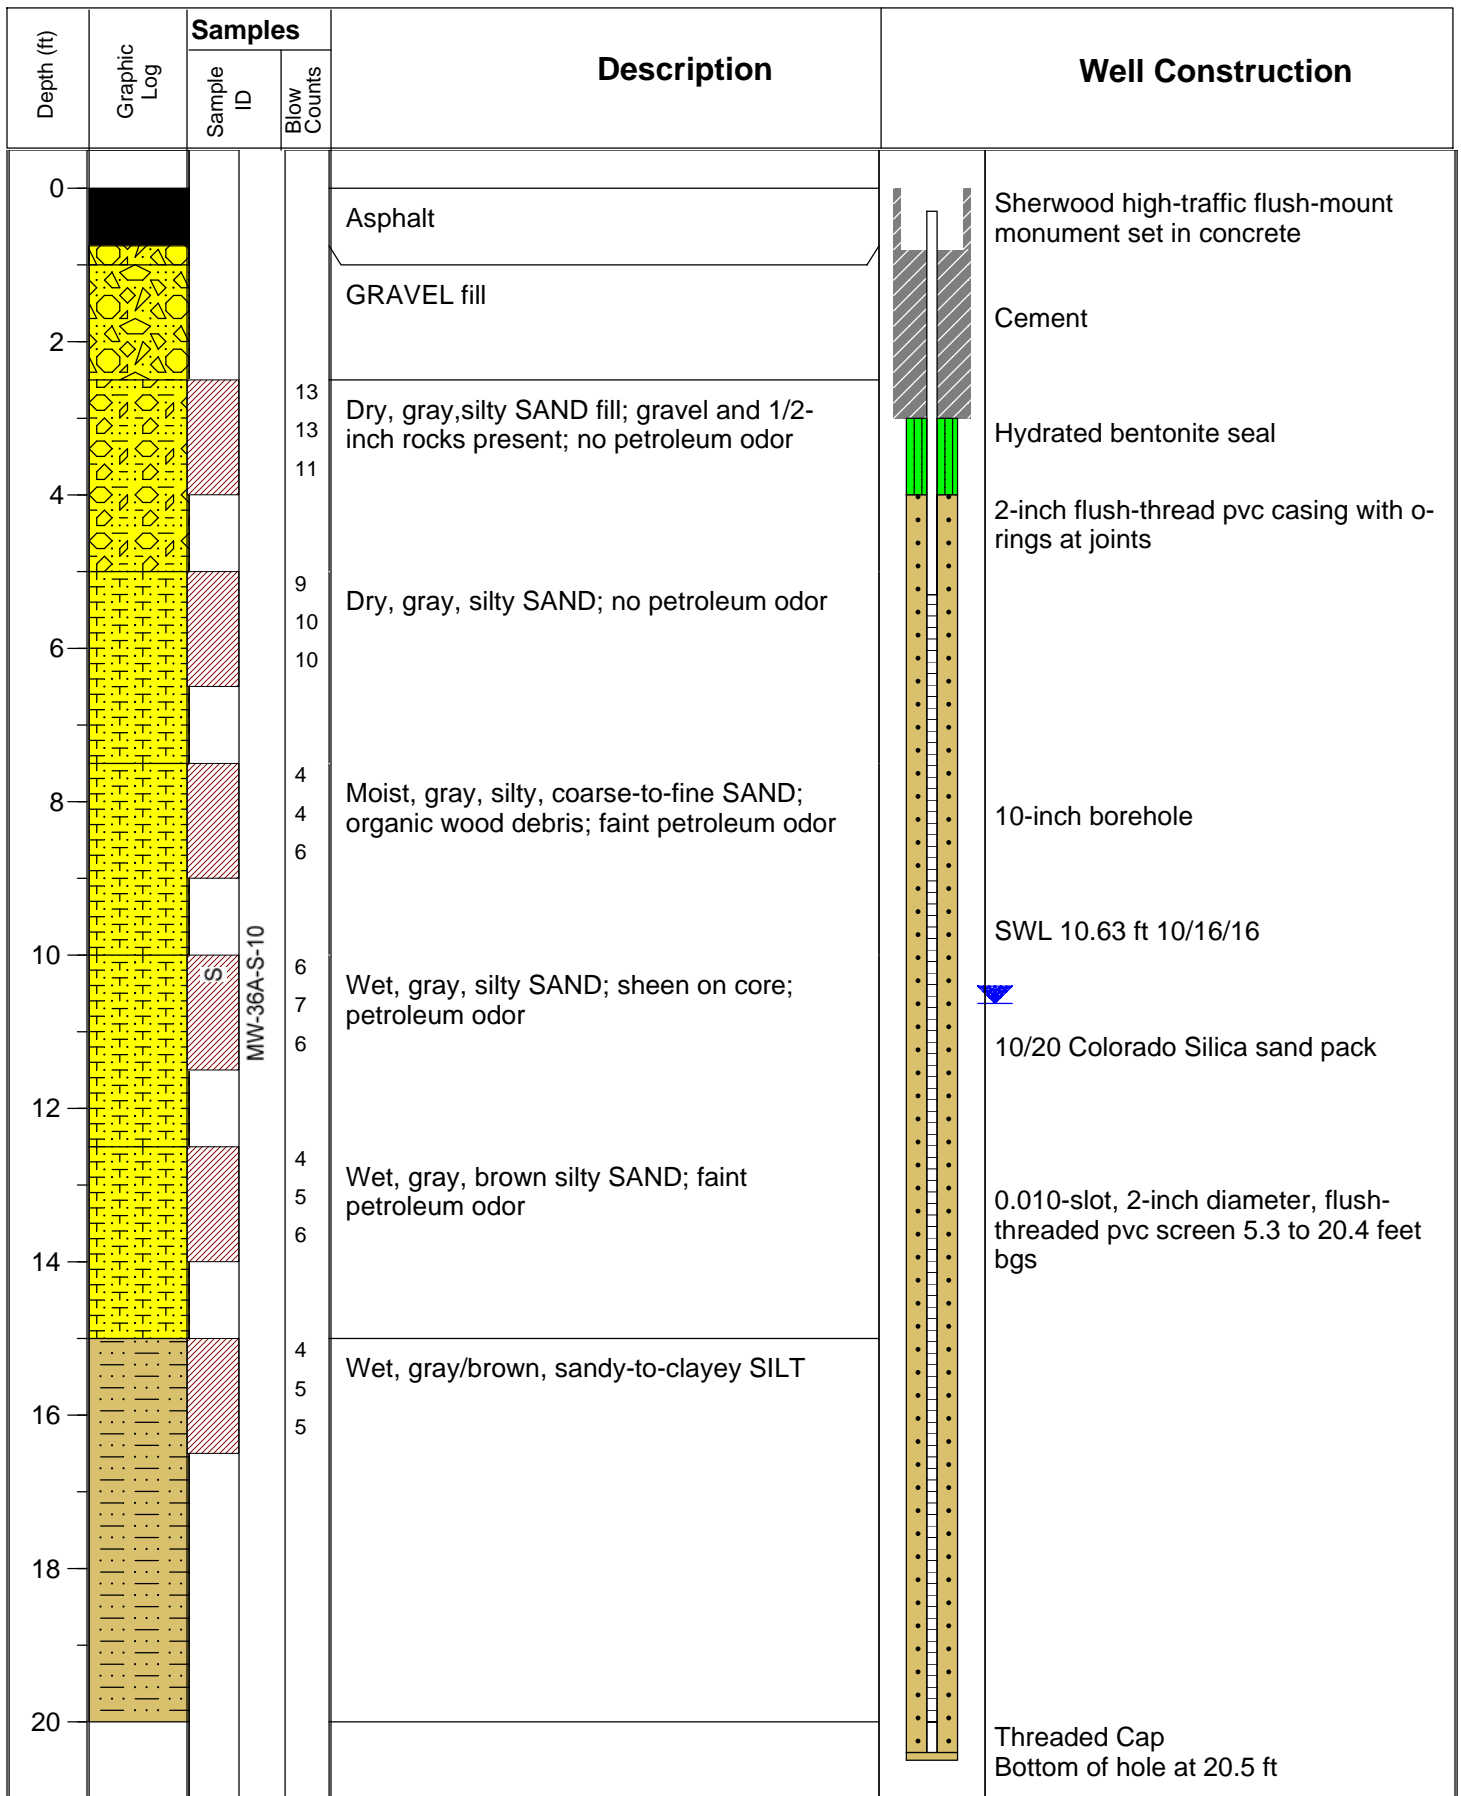 Depth (ft)
Graphic
Log
Samples
Sample
ID
Blow
Counts
Description
Well Construction
0
2
4
6
8
10
12
14
16
18
20
S
MW-36A-S-10
13
13
11
9
10
10
4
4
6
6
7
6
4
5
6
4
5
5
Asphalt
GRAVEL fill
Dry, gray,silty SAND fill; gravel and 1/2-
inch rocks present; no petroleum odor
Dry, gray, silty SAND; no petroleum odor
Moist, gray, silty, coarse-to-fine SAND;
organic wood debris; faint petroleum odor
Wet, gray, silty SAND; sheen on core;
petroleum odor
Wet, gray, brown silty SAND; faint
petroleum odor
Wet, gray/brown, sandy-to-clayey SILT
Sherwood high-traffic flush-mount
monument set in concrete
Cement
Hydrated bentonite seal
2-inch flush-thread pvc casing with o-
rings at joints
10-inch borehole
SWL 10.63 ft 10/16/16
10/20 Colorado Silica sand pack
0.010-slot, 2-inch diameter, flush-
threaded pvc screen 5.3 to 20.4 feet
bgs
Threaded Cap
Bottom of hole at 20.5 ft